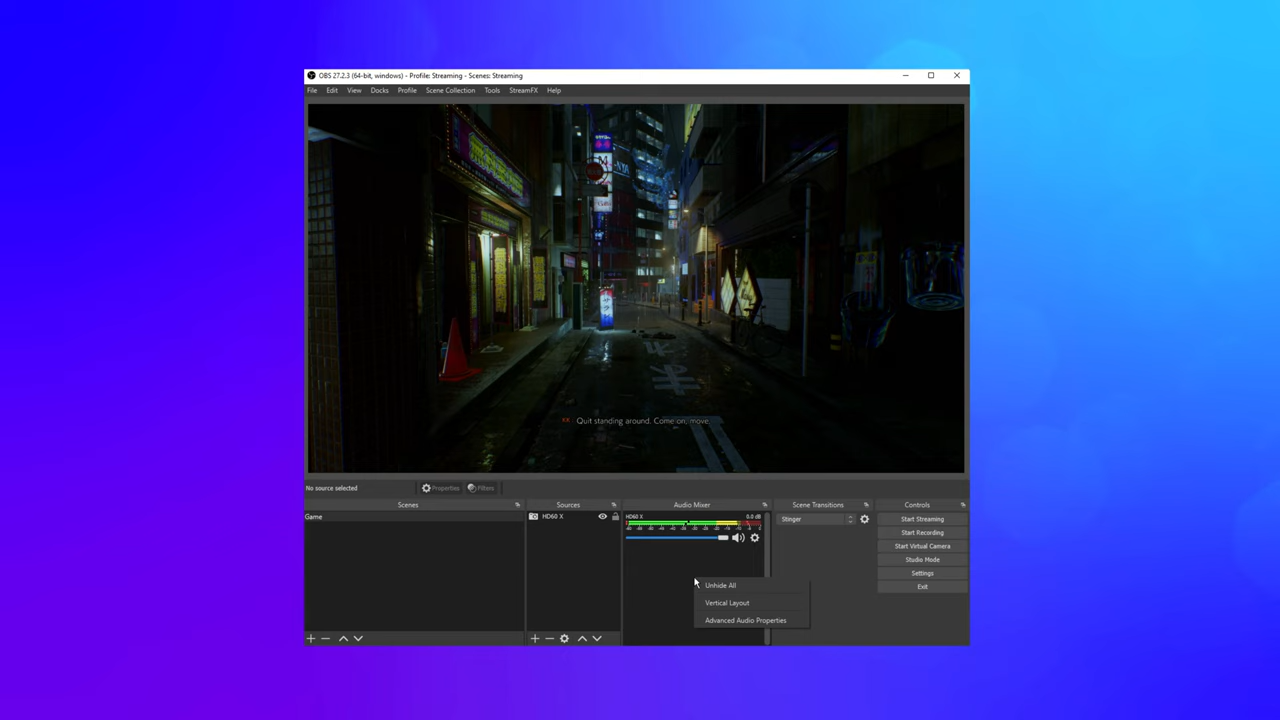 OBS 27.2.3 (64-bit, windows) - Profile: Streaming - Scenes: Streaming
File Edit View Docks Profile Scene Collection Tools StreamFX Help
Quit standing around. Come on, move.
No source selected
Properties
Filters
Scenes
Game
Sources
HD60 X
Audio Mixer
HD60 X 0.0 dB
Unhide All
Vertical Layout
Advanced Audio Properties
Scene Transitions
Stinger
Controls
Start Streaming
Start Recording
Start Virtual Camera
Studio Mode
Settings
Exit